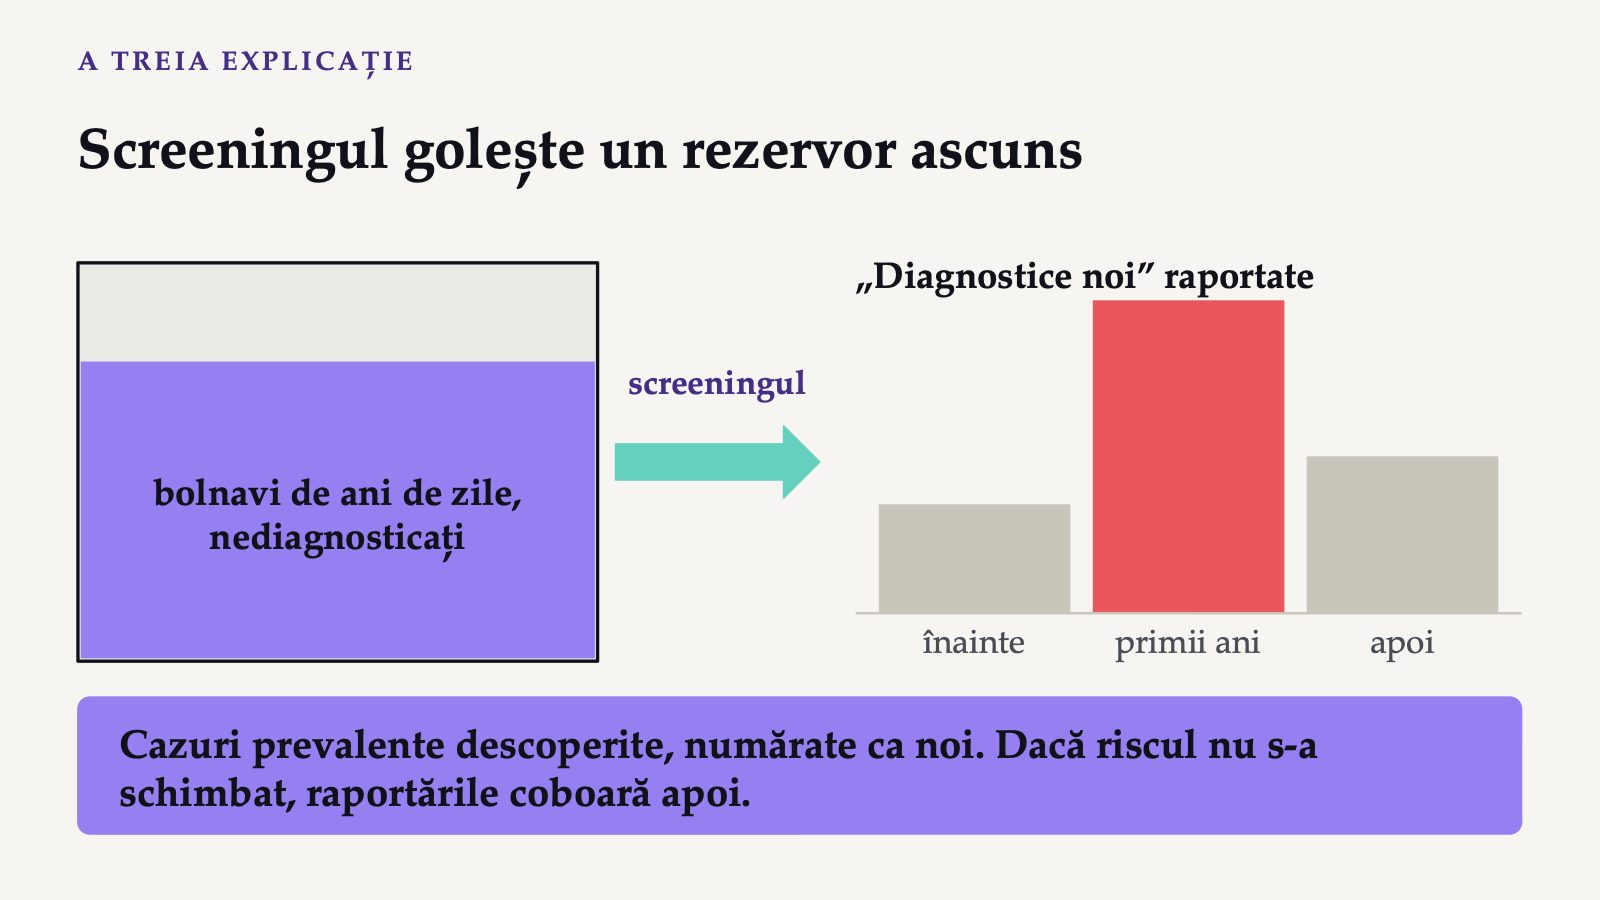 A TREIA EXPLICAȚIE
Screeningul golește un rezervor ascuns
bolnavi de ani de zile,
nediagnosticați
screeningul
„Diagnostice noi” raportate
înainte
primii ani
apoi
Cazuri prevalente descoperite, numărate ca noi. Dacă riscul nu s-a
schimbat, raportările coboară apoi.